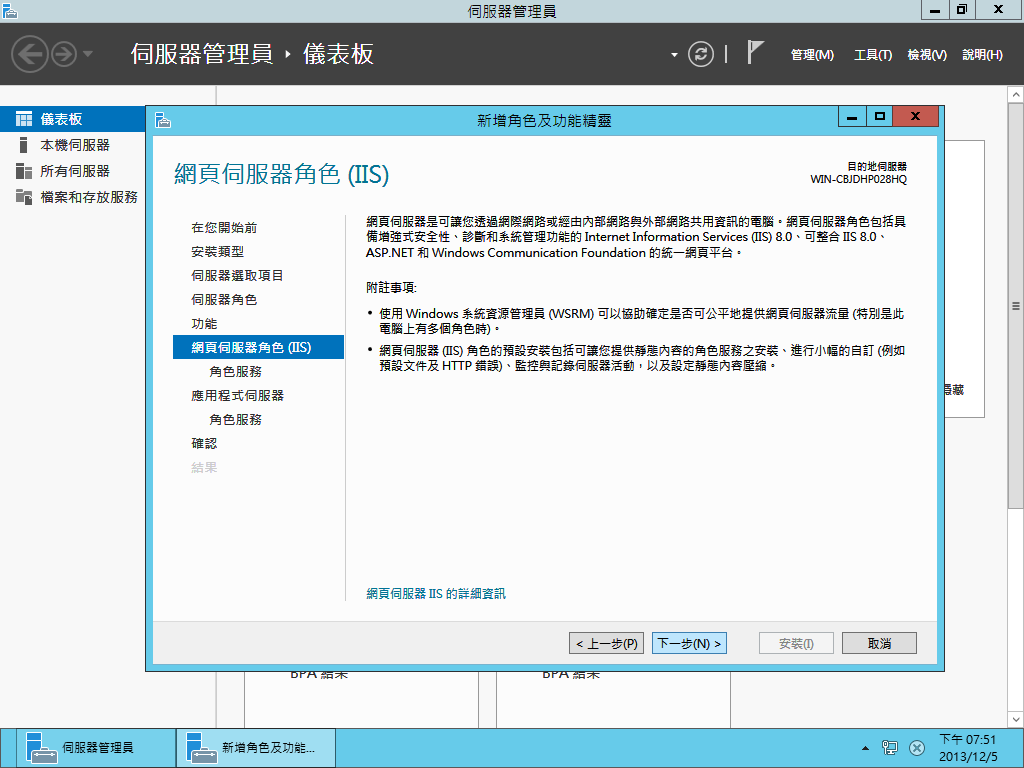 伺服器管理員
伺服器管理員 ‣ 儀表板
管理(M) 工具(T) 檢視(V) 說明(H)
儀表板
本機伺服器
所有伺服器
檔案和存放服務
新增角色及功能精靈
網頁伺服器角色 (IIS)
目的地伺服器
WIN-CBJDHP028HQ
在您開始前
安裝類型
伺服器選取項目
伺服器角色
功能
網頁伺服器角色 (IIS)
角色服務
應用程式伺服器
角色服務
確認
結果
網頁伺服器是可讓您透過網際網路或經由內部網路與外部網路共用資訊的電腦。網頁伺服器角色包括具
備增強式安全性、診斷和系統管理功能的 Internet Information Services (IIS) 8.0、可整合 IIS 8.0、
ASP.NET 和 Windows Communication Foundation 的統一網頁平台。
附註事項:
• 使用 Windows 系統資源管理員 (WSRM) 可以協助確定是否可公平地提供網頁伺服器流量 (特別是此
電腦上有多個角色時)。
• 網頁伺服器 (IIS) 角色的預設安裝包括可讓您提供靜態內容的角色服務之安裝、進行小幅的自訂 (例如
預設文件及 HTTP 錯誤)、監控與記錄伺服器活動，以及設定靜態內容壓縮。
網頁伺服器 IIS 的詳細資訊
隱藏
< 上一步(P) 下一步(N) > 安裝(I) 取消
BPA 結果 BPA 結果
伺服器管理員 新增角色及功能...
下午 07:51
2013/12/5